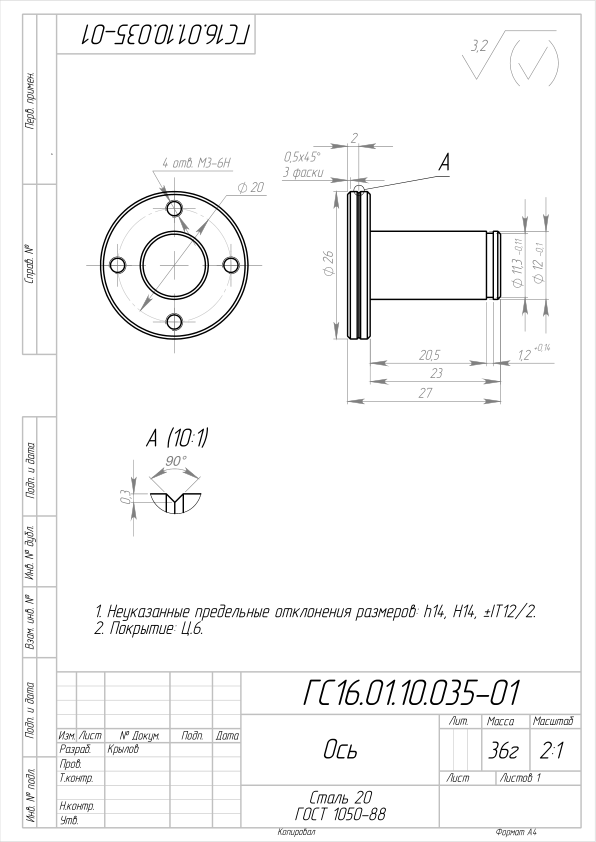 ГС16.01.10.035-01
3,2
Перв. примен.
Справ. №
4 отв. М3-6Н
⌀20
2
0,5х45°
3 фаски
А
⌀26
⌀11,3 -0,11
⌀12 -0,1
20,5
1,2 +0,14
23
27
А (10:1)
90°
0,3
Подп. и дата
Инв. № дубл.
Взам. инв. №
Подп. и дата
Инв. № подл.
1. Неуказанные предельные отклонения размеров: h14, H14, ±IT12/2.
2. Покрытие: Ц.6.
ГС16.01.10.035-01
Изм. Лист № Докум. Подп. Дата
Разраб. Крылов
Пров.
Т.контр.
Н.контр.
Утв.
Ось
Лит. Масса Масштаб
36г 2:1
Лист Листов 1
Сталь 20
ГОСТ 1050-88
Копировал Формат А4